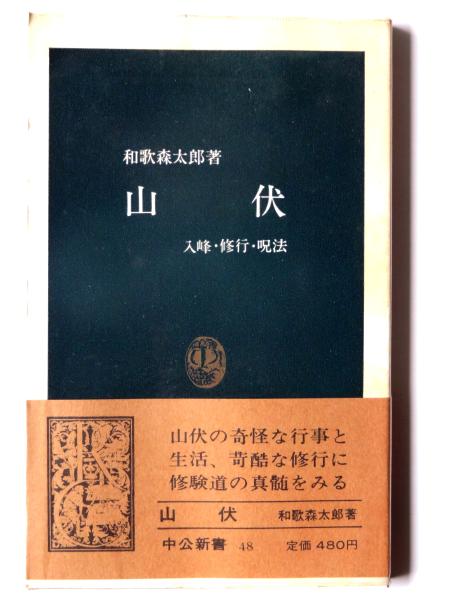 和歌森太郎著
山伏
入峰・修行・呪法
山伏の奇怪な行事と
生活、苛酷な修行に
修験道の真髄をみる
山伏 和歌森太郎著
中公新書 48 定価 480円